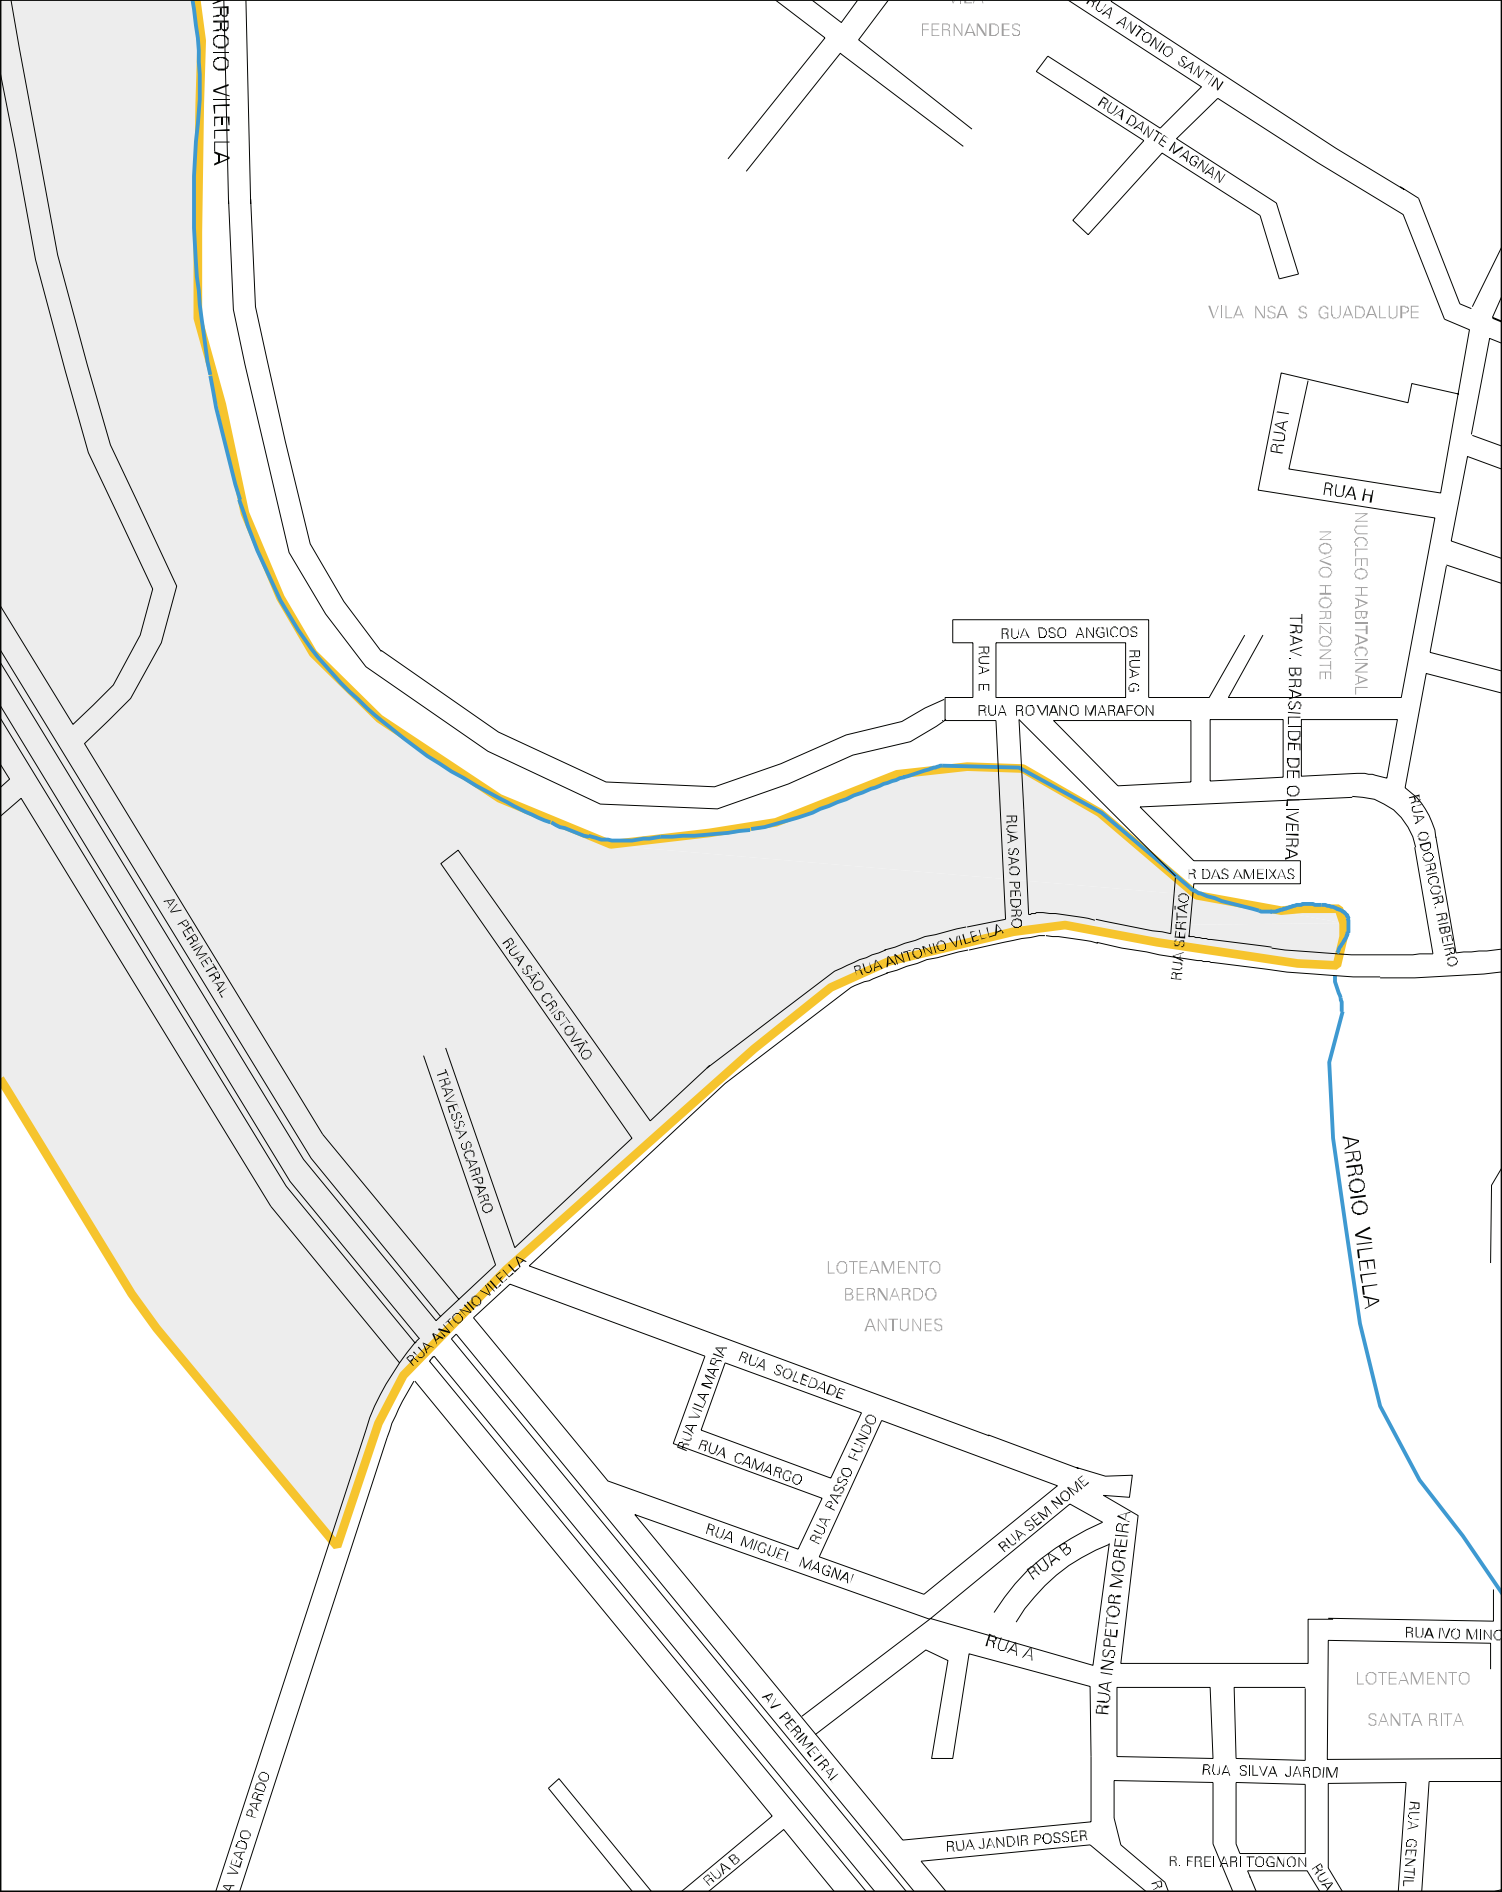 FERNANDES
RUA ANTONIO SANTIN
ARROIO VILELLA
RUA DANTE MAGNAN
VILA NSA S GUADALUPE
RUA I
RUA H
NUCLEO HABITACINAL
NOVO HORIZONTE
TRAV. BRASILIDE DE OLIVEIRA
RUA DSO ANGICOS
RUA E
RUA G
RUA ROMANO MARAFON
RUA ODORICO R. RIBEIRO
RUA SAO PEDRO
R DAS AMEIXAS
RUA SERTÃO
RUA ANTONIO VILELLA
AV PERIMETRAL
RUA SÃO CRISTOVÃO
TRAVESSA SCARPARO
ARROIO VILELLA
RUA ANTONIO VILELLA
LOTEAMENTO
BERNARDO
ANTUNES
RUA SOLEDADE
RUA VILA MARIA
RUA CAMARGO
RUA PASSO FUNDO
RUA SEM NOME
RUA MIGUEL MAGNAI
RUA B
RUA INSPETOR MOREIRA
RUA A
RUA IVO MINO
LOTEAMENTO
SANTA RITA
AV PERIMETRAL
RUA SILVA JARDIM
A VEADO PARDO
RUA JANDIR POSSER
RUA GENTIL
R. FREI ARI TOGNON
RUA B
RUA
R